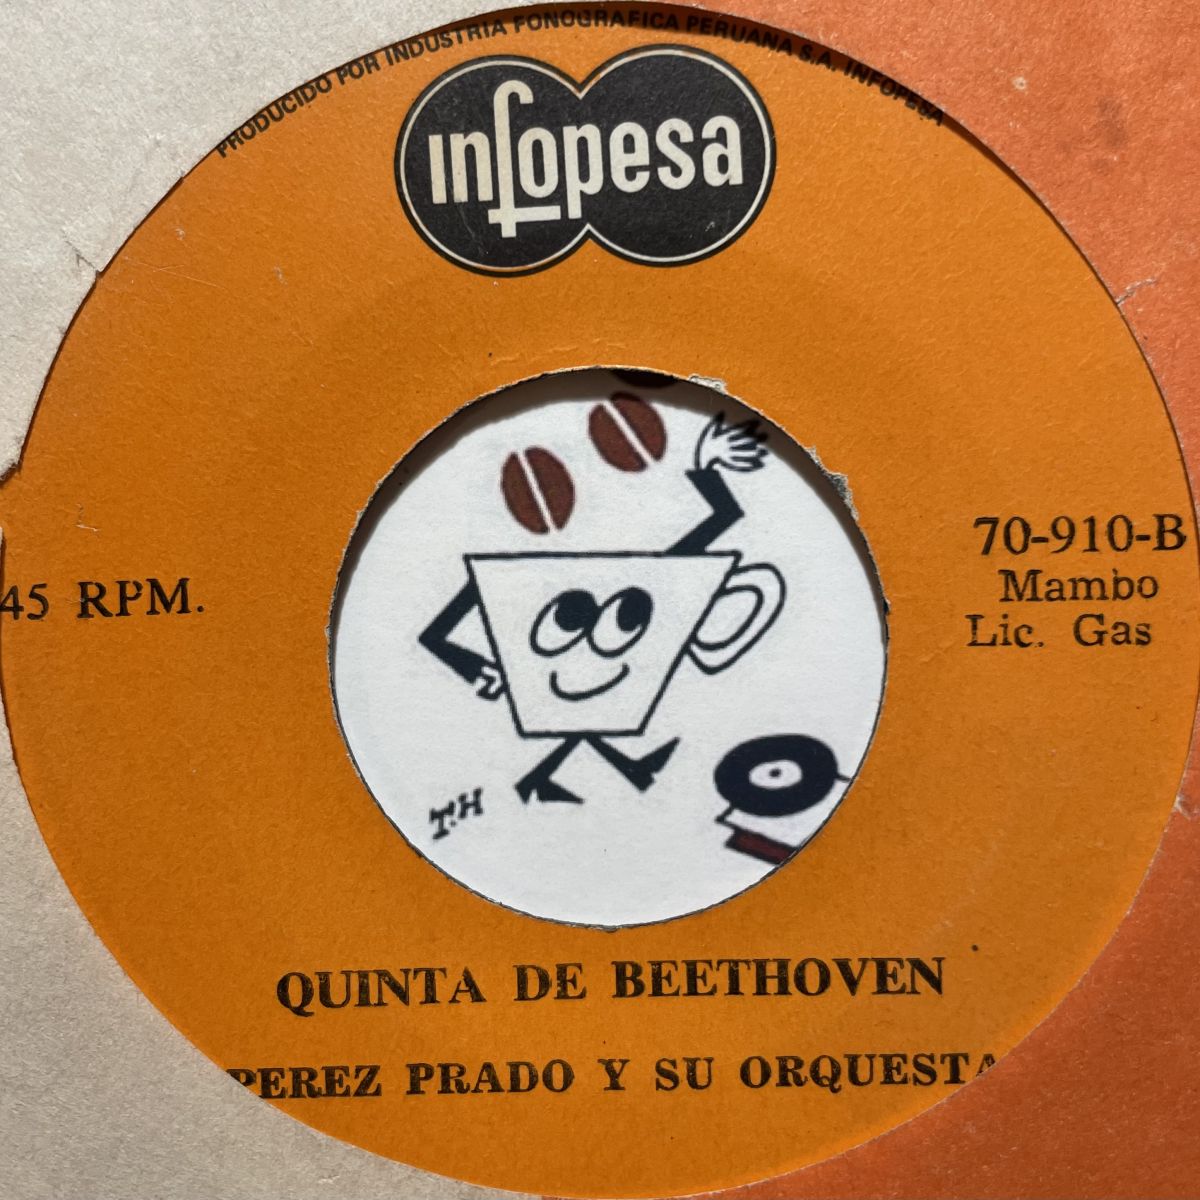 PRODUCIDO POR INDUSTRIA FONOGRAFICA PERUANA S.A. INFOPESA
infopesa
70-910-B
Mambo
Lic. Gas
45 RPM.
T.H
QUINTA DE BEETHOVEN
PEREZ PRADO Y SU ORQUESTA